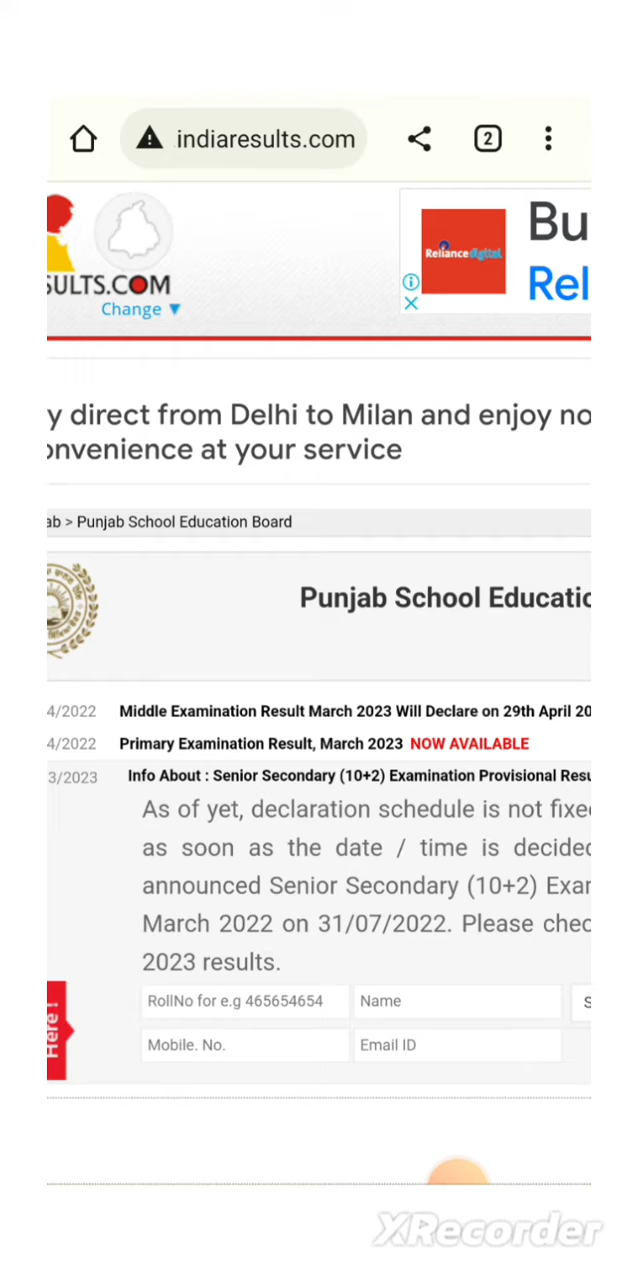 indiaresults.com
2
SULTS.COM
Change ▼
Reliance digital
Bu
Rel
y direct from Delhi to Milan and enjoy no
onvenience at your service
ab > Punjab School Education Board
Punjab School Educatio
4/2022 Middle Examination Result March 2023 Will Declare on 29th April 20
4/2022 Primary Examination Result, March 2023 NOW AVAILABLE
3/2023 Info About : Senior Secondary (10+2) Examination Provisional Resu
As of yet, declaration schedule is not fixe
as soon as the date / time is decided
announced Senior Secondary (10+2) Exar
March 2022 on 31/07/2022. Please chec
2023 results.
Here !
RollNo for e.g 465654654 Name S
Mobile. No. Email ID
XRecorder